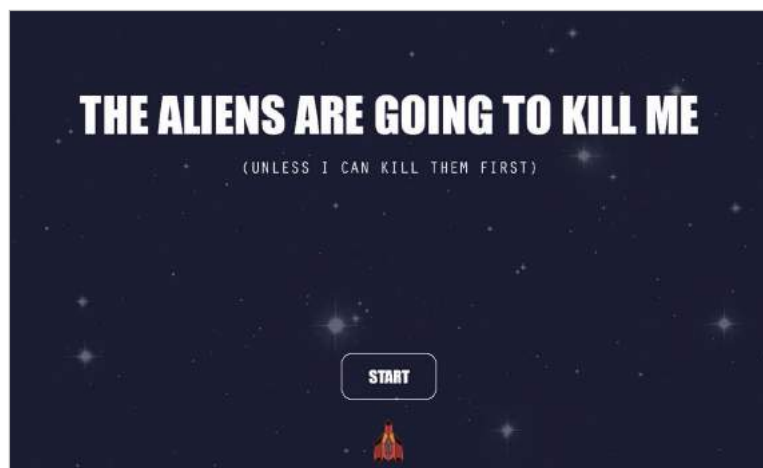 THE ALIENS ARE GOING TO KILL ME
(UNLESS I CAN KILL THEM FIRST)
START